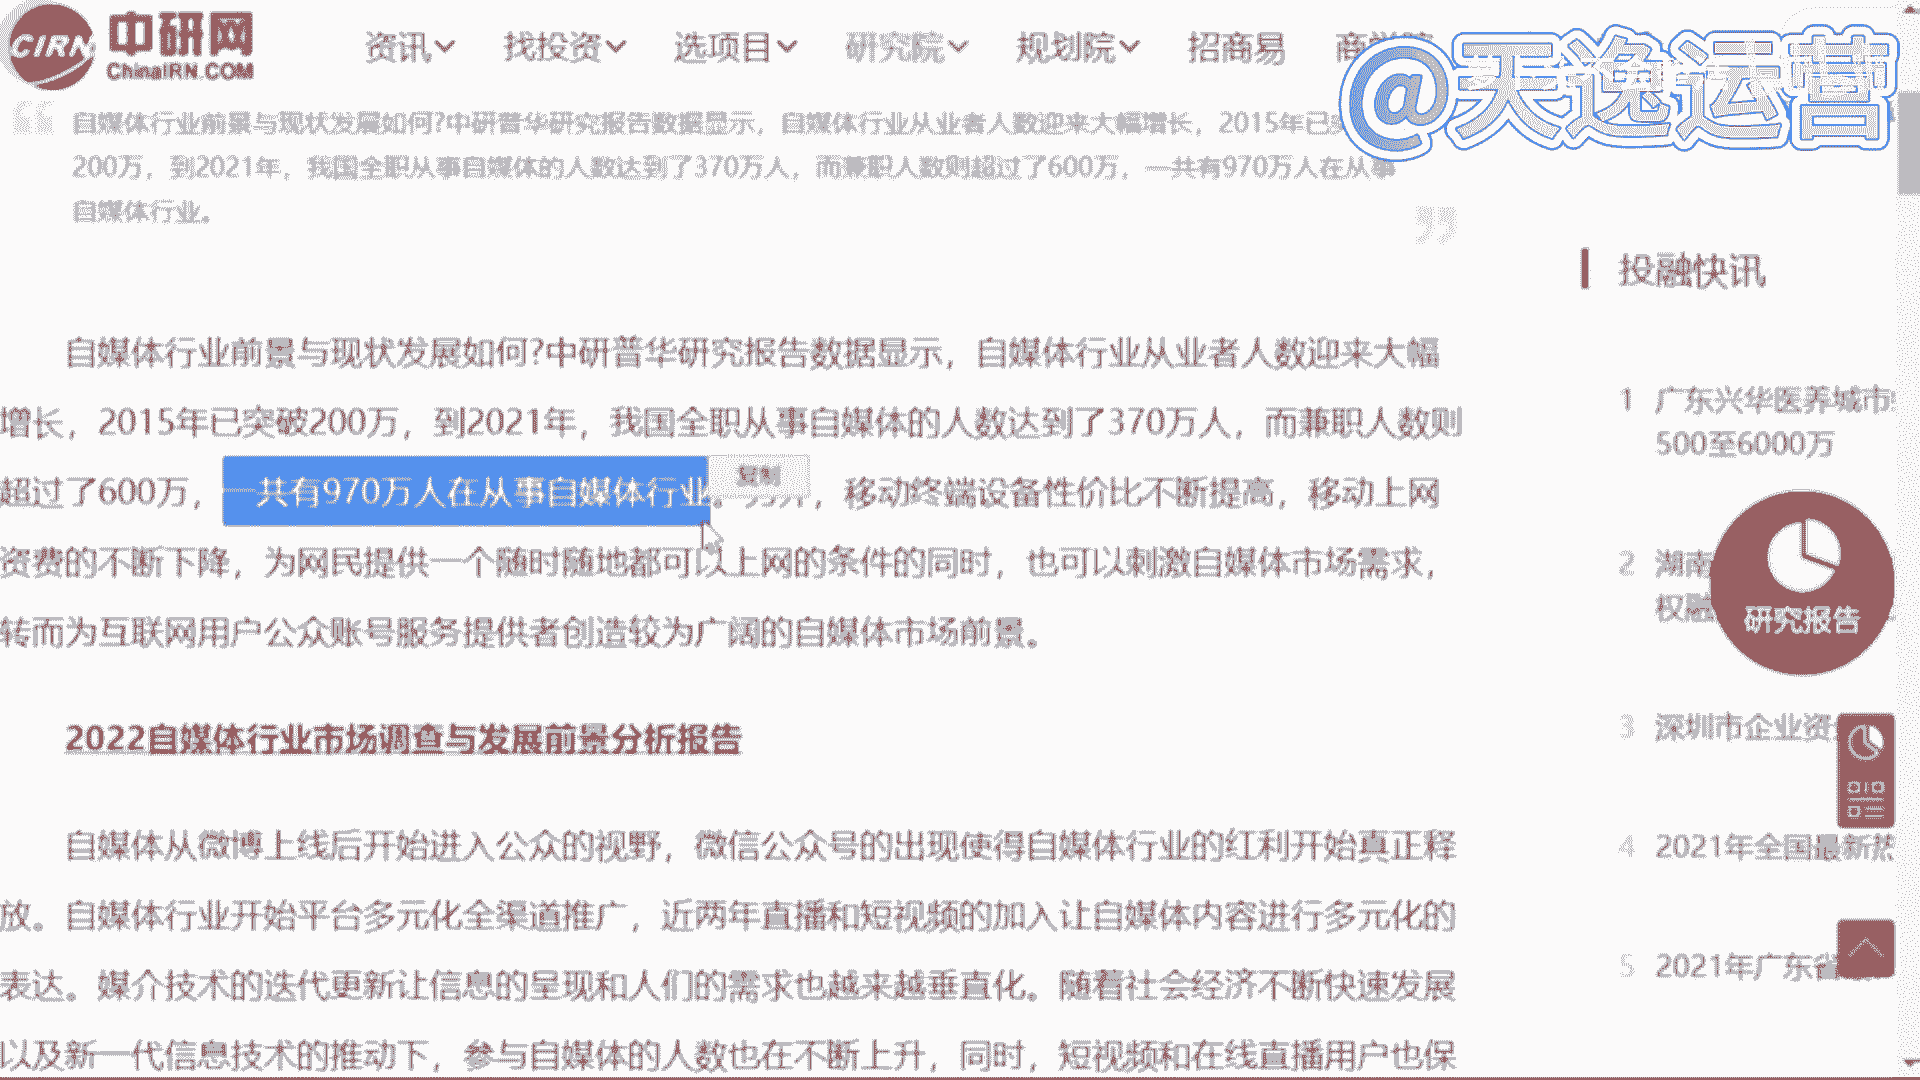 CIRN 中研网
ChinaIRN.COM
资讯 找投资 选项目 研究院 规划院 招商易
@天逸运营
自媒体行业前景与现状发展如何?中研普华研究报告数据显示，自媒体行业从业者人数迎来大幅增长，2015年已
200万，到2021年，我国全职从事自媒体的人数达到了370万人，而兼职人数则超过了600万，一共有970万人在从事
自媒体行业。
投融快讯
自媒体行业前景与现状发展如何?中研普华研究报告数据显示，自媒体行业从业者人数迎来大幅
增长，2015年已突破200万，到2021年，我国全职从事自媒体的人数达到了370万人，而兼职人数则
超过了600万，一共有970万人在从事自媒体行业。 ，移动终端设备性价比不断提高，移动上网
复制
资费的不断下降，为网民提供一个随时随地都可以上网的条件的同时，也可以刺激自媒体市场需求，
转而为互联网用户公众账号服务提供者创造较为广阔的自媒体市场前景。
2022自媒体行业市场调查与发展前景分析报告
自媒体从微博上线后开始进入公众的视野，微信公众号的出现使得自媒体行业的红利开始真正释
放。自媒体行业开始平台多元化全渠道推广，近两年直播和短视频的加入让自媒体内容进行多元化的
表达。媒介技术的迭代更新让信息的呈现和人们的需求也越来越垂直化。随着社会经济不断快速发展
以及新一代信息技术的推动下，参与自媒体的人数也在不断上升，同时，短视频和在线直播用户也保
1 广东兴华医养城市
500至6000万
2 湖南
权融
研究报告
3 深圳市企业资
4 2021年全国最新热
5 2021年广东省